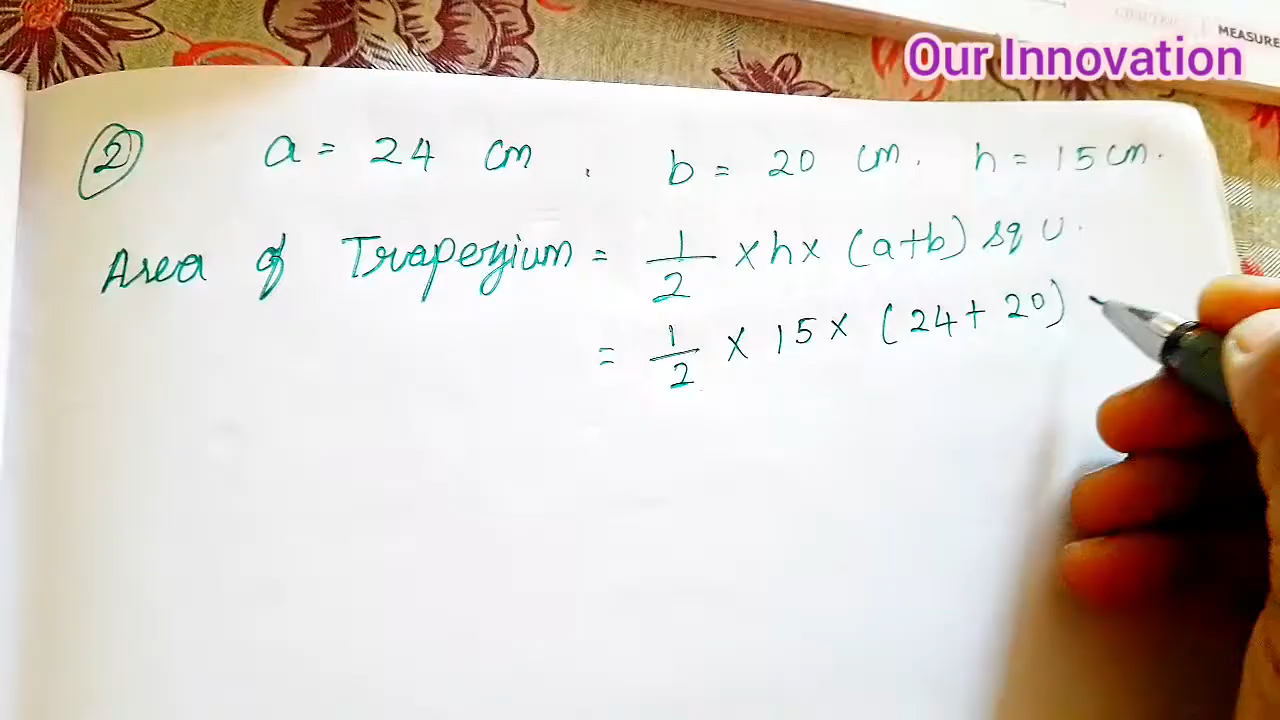 MEASURE
Our Innovation
② a = 24 cm , b = 20 cm . h = 15 cm .
Area of Trapezium = 1/2 × h × (a+b) sq U .
= 1/2 × 15 × (24 + 20)